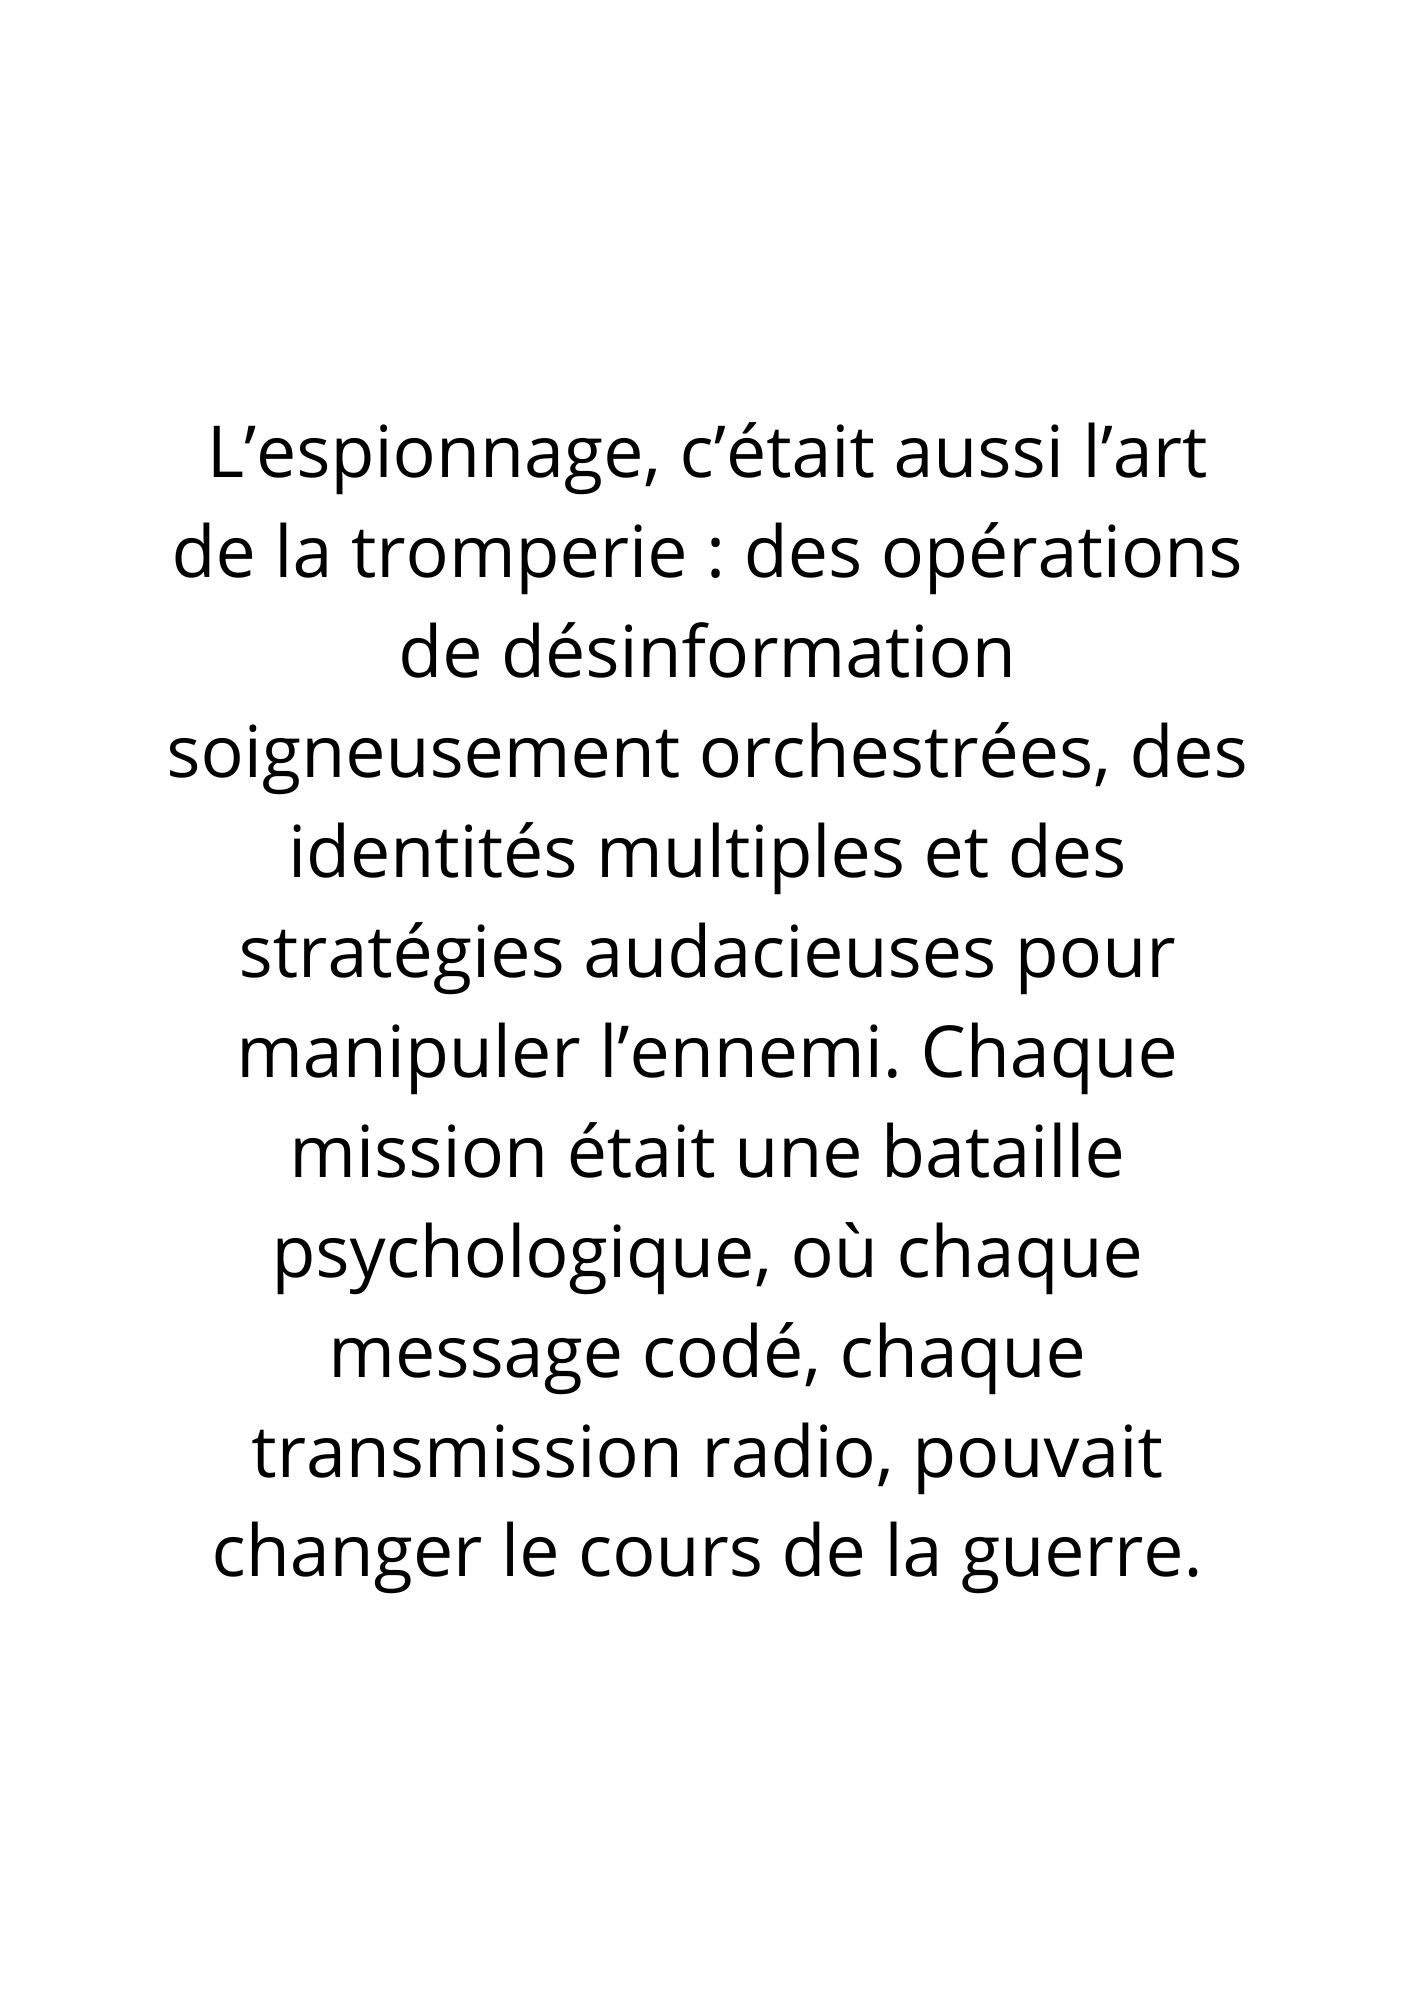 L’espionnage, c’était aussi l’art
de la tromperie : des opérations
de désinformation
soigneusement orchestrées, des
identités multiples et des
stratégies audacieuses pour
manipuler l’ennemi. Chaque
mission était une bataille
psychologique, où chaque
message codé, chaque
transmission radio, pouvait
changer le cours de la guerre.